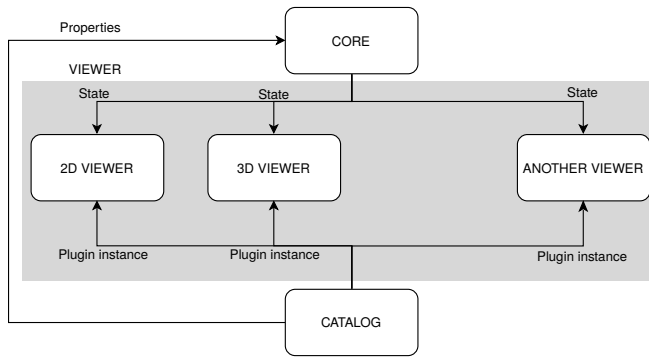 Properties
CORE
VIEWER
State
State
State
2D VIEWER
3D VIEWER
ANOTHER VIEWER
Plugin instance
Plugin instance
Plugin instance
CATALOG